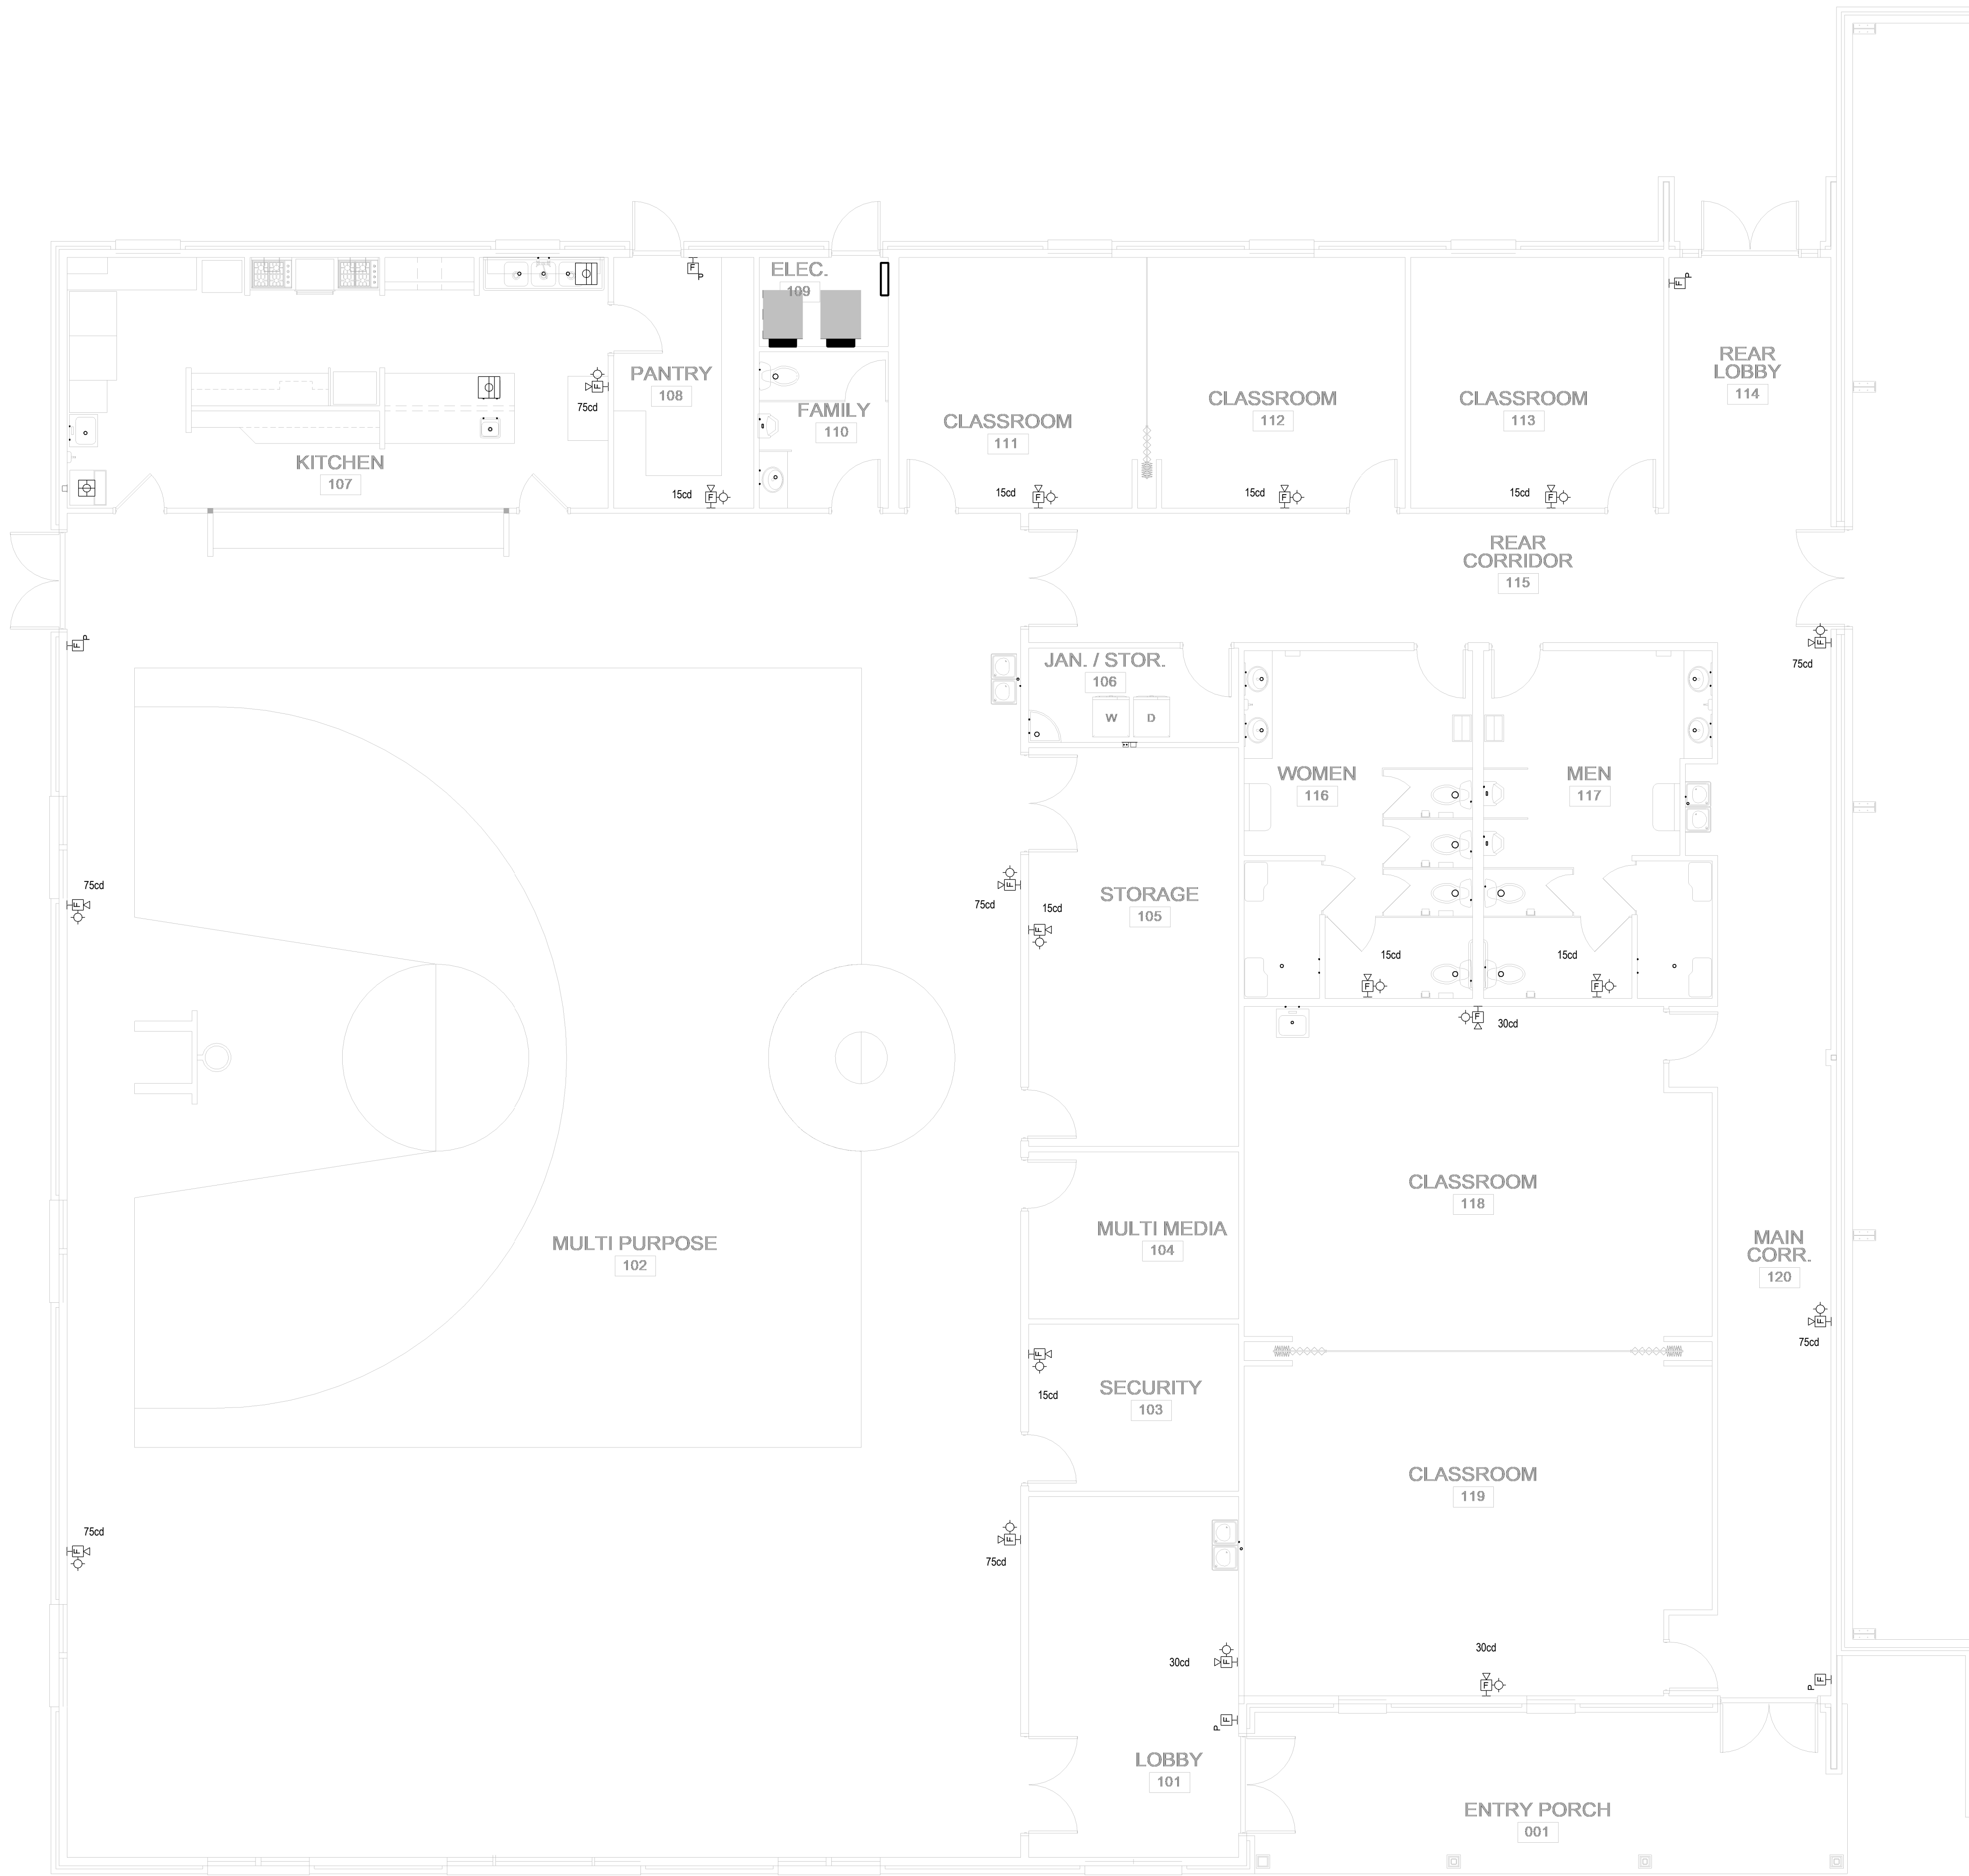 F
P
ELEC.
109
F
P
REAR
LOBBY
114
F
75cd
PANTRY
108
FAMILY
110
CLASSROOM
111
CLASSROOM
112
CLASSROOM
113
KITCHEN
107
15cd
F
15cd
F
15cd
F
15cd
F
REAR
CORRIDOR
115
F
P
JAN. / STOR.
106
W
D
F
75cd
WOMEN
116
MEN
117
75cd
F
F
75cd
STORAGE
105
15cd
F
15cd
F
15cd
F
F
30cd
CLASSROOM
118
MULTI PURPOSE
102
MULTI MEDIA
104
MAIN
CORR.
120
F
75cd
F
15cd
SECURITY
103
CLASSROOM
119
75cd
F
F
75cd
30cd
F
30cd
F
F
P
F
P
LOBBY
101
ENTRY PORCH
001